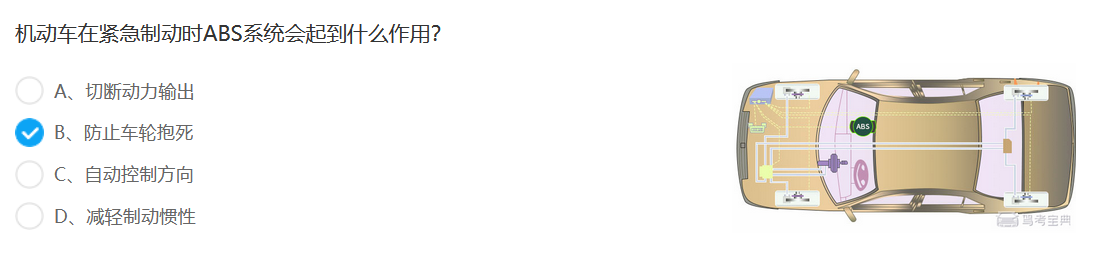 机动车在紧急制动时ABS系统会起到什么作用?
A、切断动力输出
B、防止车轮抱死
C、自动控制方向
D、减轻制动惯性
ABS
驾考宝典